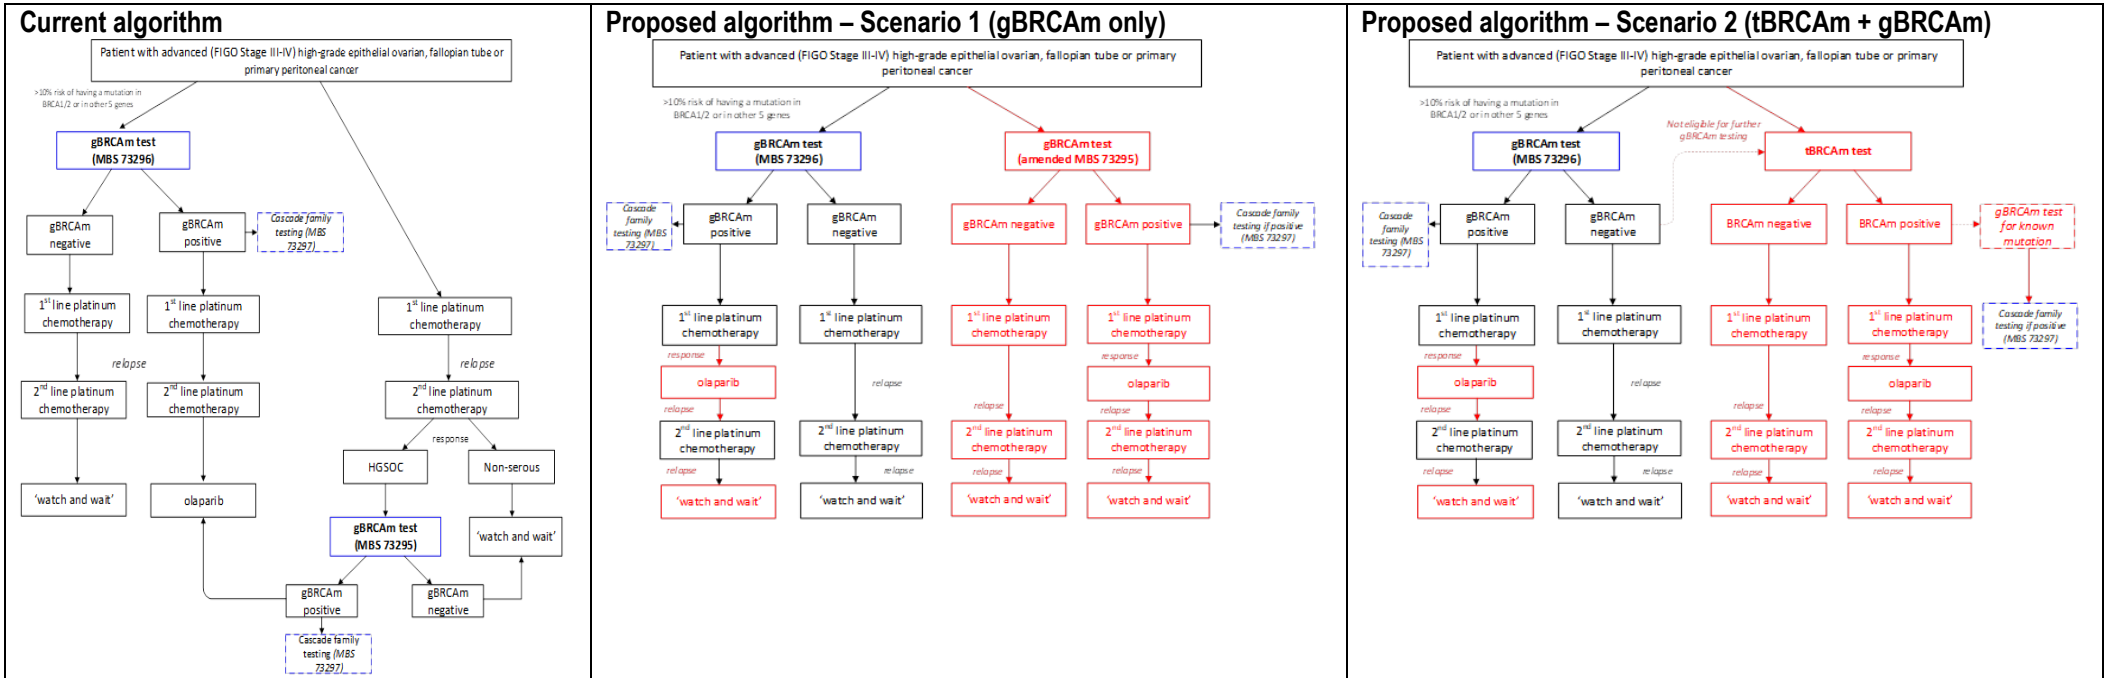 Current algorithm
Patient with advanced (FIGO Stage III-IV) high-grade epithelial ovarian, fallopian tube or
primary peritoneal cancer
>10% risk of having a mutation in
BRCA1/2 or in other 5 genes
gBRCAm test
(MBS 73296)
gBRCAm
negative
gBRCAm
positive
Cascade family
testing (MBS
73297)
1st line platinum
chemotherapy
1st line platinum
chemotherapy
1st line platinum
chemotherapy
relapse
relapse
2nd line platinum
chemotherapy
2nd line platinum
chemotherapy
2nd line platinum
chemotherapy
response
HGSOC
Non-serous
'watch and wait'
olaparib
gBRCAm test
(MBS 73295)
'watch and wait'
gBRCAm
positive
gBRCAm
negative
Cascade family
testing (MBS
73297)
Proposed algorithm – Scenario 1 (gBRCAm only)
Patient with advanced (FIGO Stage III-IV) high-grade epithelial ovarian, fallopian tube or primary
peritoneal cancer
>10% risk of having a mutation in
BRCA1/2 or in other 5 genes
gBRCAm test
(MBS 73296)
gBRCAm test
(amended MBS 73295)
Cascade
family
testing (MBS
73297)
gBRCAm
positive
gBRCAm
negative
gBRCAm negative
gBRCAm positive
Cascade family
testing if positive
(MBS 73297)
1st line platinum
chemotherapy
1st line platinum
chemotherapy
1st line platinum
chemotherapy
1st line platinum
chemotherapy
response
response
olaparib
relapse
olaparib
relapse
relapse
relapse
2nd line platinum
chemotherapy
2nd line platinum
chemotherapy
2nd line platinum
chemotherapy
2nd line platinum
chemotherapy
relapse
relapse
relapse
relapse
'watch and wait'
'watch and wait'
'watch and wait'
'watch and wait'
Proposed algorithm – Scenario 2 (tBRCAm + gBRCAm)
Patient with advanced (FIGO Stage III-IV) high-grade epithelial ovarian, fallopian tube or primary
peritoneal cancer
>10% risk of having a mutation in
BRCA1/2 or in other 5 genes
Not eligible for further
gBRCAm testing
gBRCAm test
(MBS 73296)
tBRCAm test
Cascade
family
testing (MBS
73297)
gBRCAm
positive
gBRCAm
negative
BRCAm negative
BRCAm positive
gBRCAm test
for known
mutation
1st line platinum
chemotherapy
1st line platinum
chemotherapy
1st line platinum
chemotherapy
1st line platinum
chemotherapy
Cascade family
testing if positive
(MBS 73297)
response
response
olaparib
relapse
olaparib
relapse
relapse
relapse
2nd line platinum
chemotherapy
2nd line platinum
chemotherapy
2nd line platinum
chemotherapy
2nd line platinum
chemotherapy
relapse
relapse
relapse
relapse
'watch and wait'
'watch and wait'
'watch and wait'
'watch and wait'